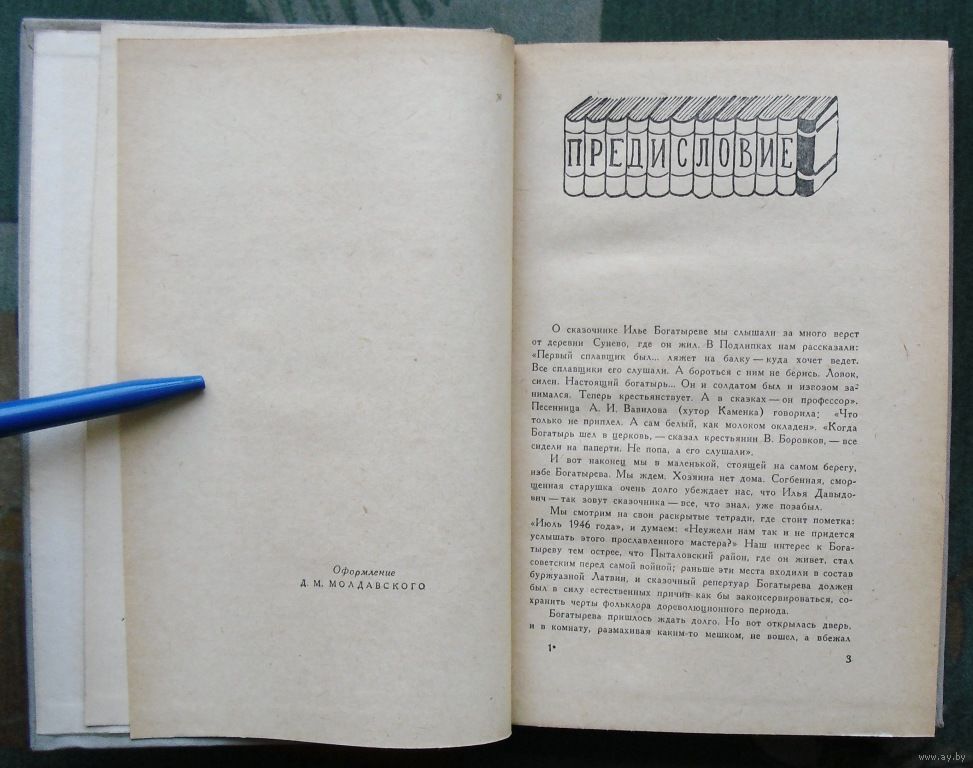 Оформление
Д. М. МОЛДАВСКОГО
ПРЕДИСЛОВИЕ
О сказочнике Илье Богатыреве мы слышали за много верст
от деревни Сунево, где он жил. В Подлипках нам рассказали:
«Первый сплавщик был... ляжет на балку — куда хочет ведет.
Все сплавщики его слушали. А бороться с ним не берись. Ловок,
силен. Настоящий богатырь... Он и солдатом был и извозом за-
нимался. Теперь крестьянствует. А в сказках — он профессор».
Песенница А. И. Вавилова (хутор Каменка) говорила: «Что
только не приплел. А сам белый, как молоком окладен». «Когда
Богатырь шел в церковь, — сказал крестьянин В. Боровков, — все
сидели на паперти. Не попа, а его слушали».
И вот наконец мы в маленькой, стоящей на самом берегу,
избе Богатырева. Мы ждем. Хозяина нет дома. Согбенная, смор-
щенная старушка очень долго убеждает нас, что Илья Давыдо-
вич — так зовут сказочника — все, что знал, уже позабыл.
Мы смотрим на свои раскрытые тетради, где стоит пометка:
«Июль 1946 года», и думаем: «Неужели нам так и не придется
услышать этого прославленного мастера?» Наш интерес к Бога-
тыреву тем острее, что Пыталовский район, где он живет, стал
советским перед самой войной; раньше эти места входили в состав
буржуазной Латвии, и сказочный репертуар Богатырева должен
был в силу естественных причин как бы законсервироваться, со-
хранить черты фольклора дореволюционного периода.
Богатырева пришлось ждать долго. Но вот открылась дверь,
и в комнату, размахивая каким-то мешком, не вошел, а вбежал
1*
3
www.ay.by